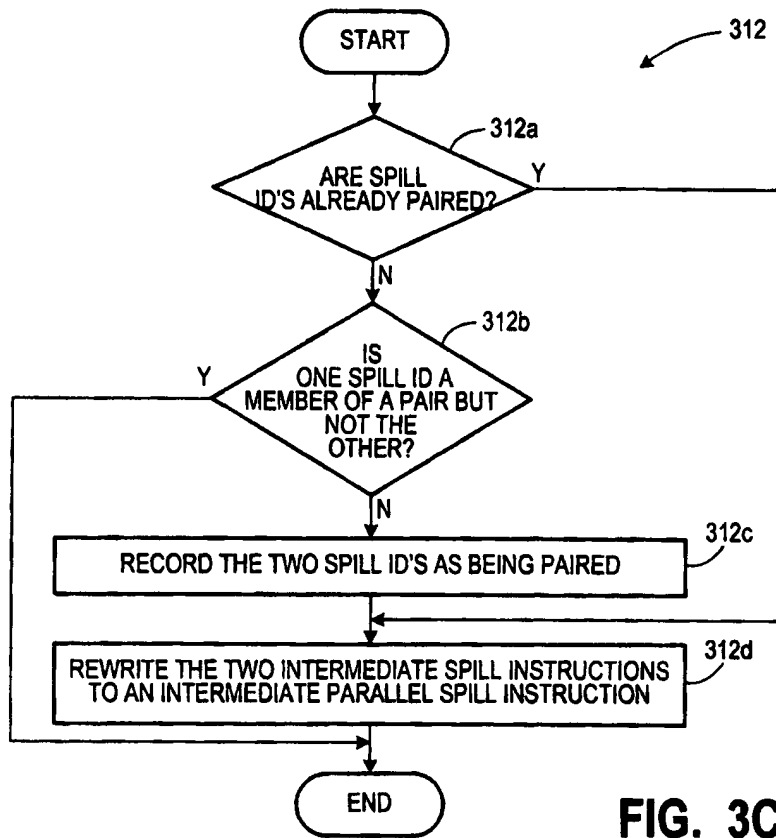 START
312
312a
ARE SPILL
ID'S ALREADY PAIRED?
Y
N
312b
Y
IS
ONE SPILL ID A
MEMBER OF A PAIR BUT
NOT THE
OTHER?
N
312c
RECORD THE TWO SPILL ID'S AS BEING PAIRED
312d
REWRITE THE TWO INTERMEDIATE SPILL INSTRUCTIONS
TO AN INTERMEDIATE PARALLEL SPILL INSTRUCTION
END
FIG. 3C